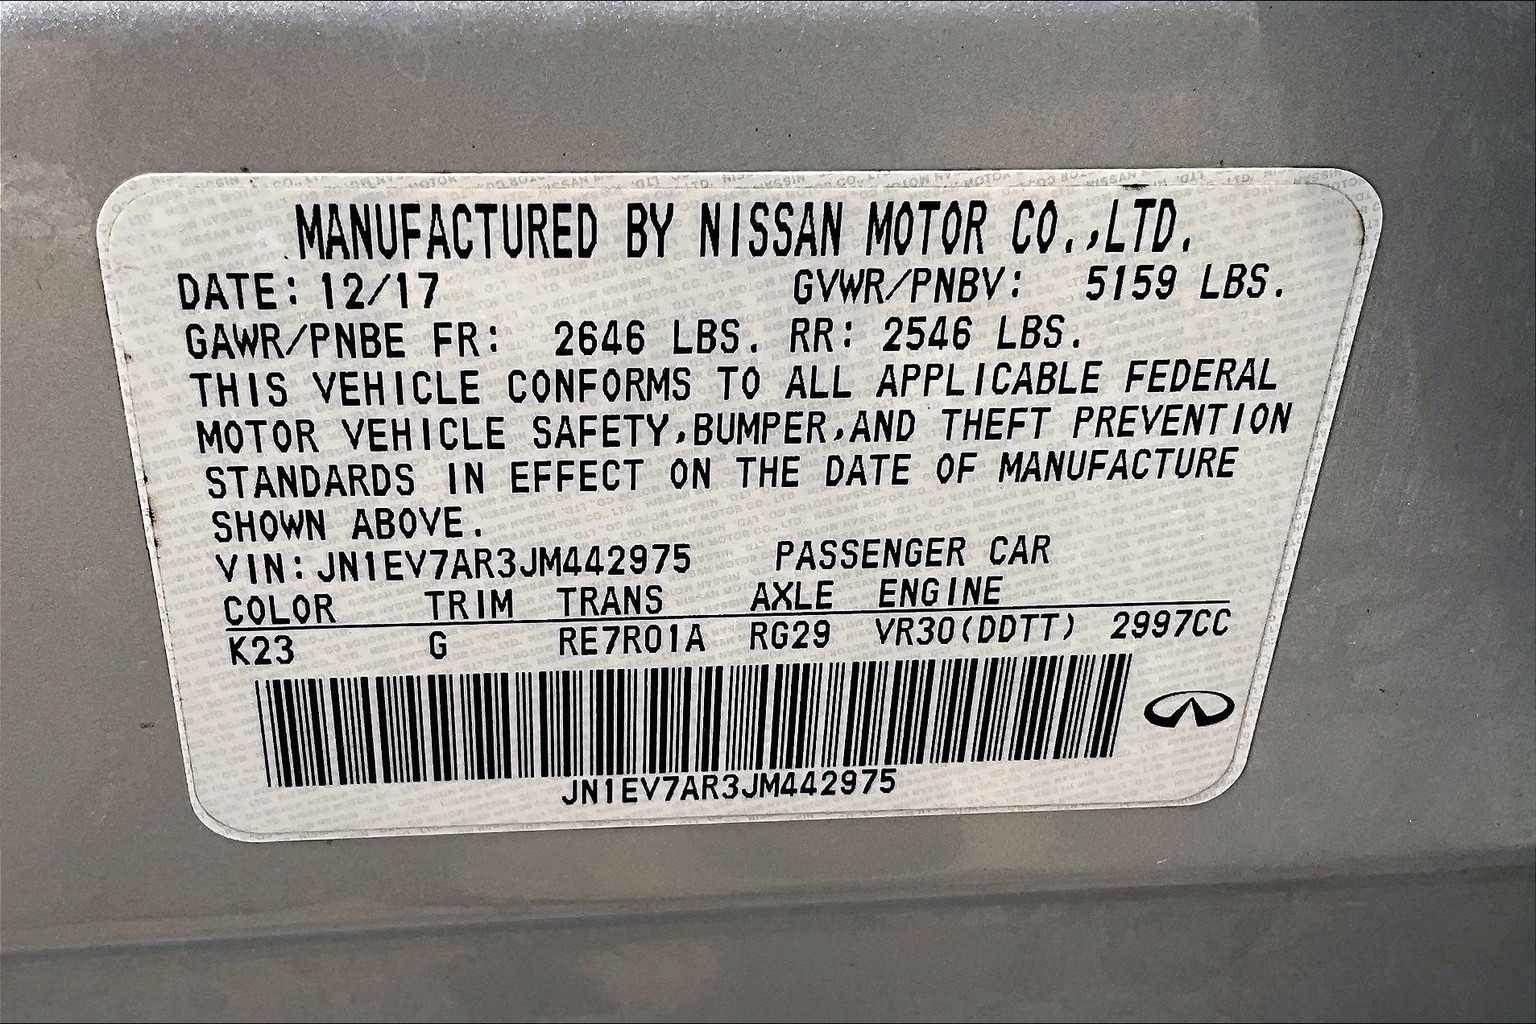 MANUFACTURED BY NISSAN MOTOR CO.,LTD.
DATE: 12/17 GVWR/PNBV: 5159 LBS.
GAWR/PNBE FR: 2646 LBS. RR: 2546 LBS.
THIS VEHICLE CONFORMS TO ALL APPLICABLE FEDERAL
MOTOR VEHICLE SAFETY,BUMPER,AND THEFT PREVENTION
STANDARDS IN EFFECT ON THE DATE OF MANUFACTURE
SHOWN ABOVE.
VIN:JN1EV7AR3JM442975 PASSENGER CAR
COLOR TRIM TRANS AXLE ENGINE
K23 G RE7R01A RG29 VR30(DDTT) 2997CC
JN1EV7AR3JM442975